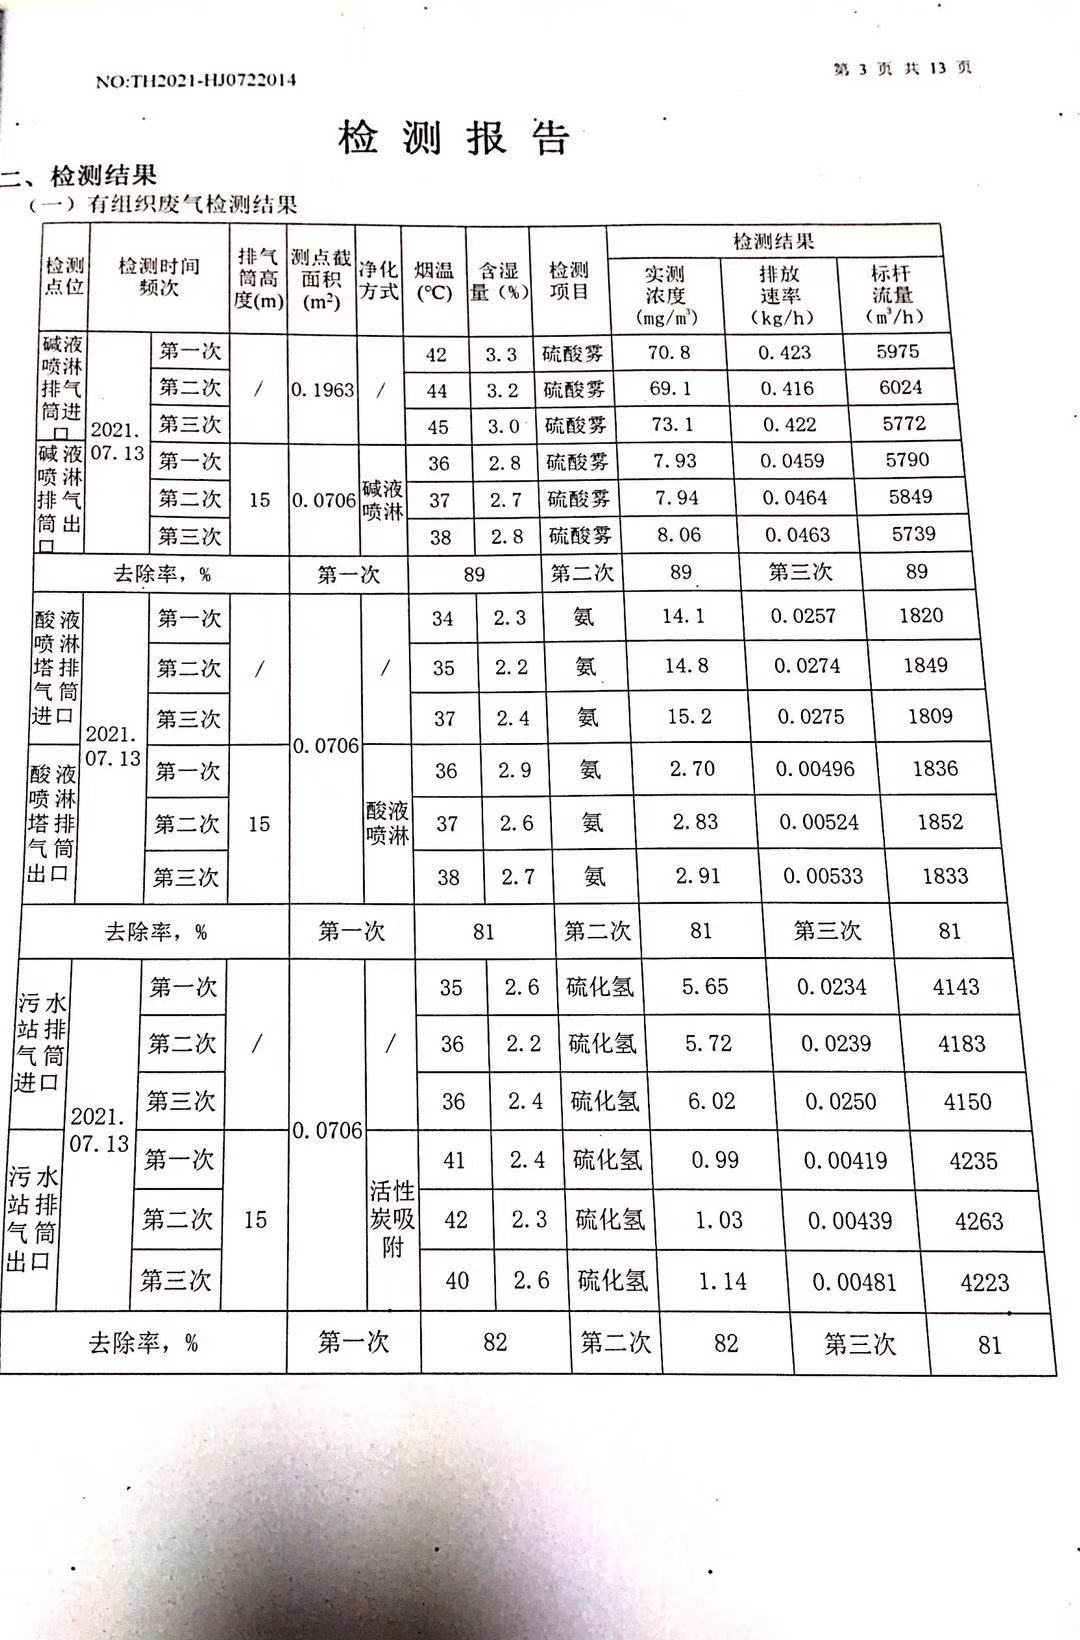 NO:TH2021-HJ0722014
第 3 页 共 13 页
检 测 报 告
二、检测结果
(一)有组织废气检测结果
检测点位 检测时间频次 排气筒高度(m) 测点截面积(m²) 净化方式 烟温(℃) 含湿量(%) 检测项目 检测结果
实测浓度(mg/m³) 排放速率(kg/h) 标杆流量(m³/h)
碱液喷淋排气筒进口 2021.07.13 第一次 / 0.1963 / 42 3.3 硫酸雾 70.8 0.423 5975
第二次 44 3.2 硫酸雾 69.1 0.416 6024
第三次 45 3.0 硫酸雾 73.1 0.422 5772
碱液喷淋排气筒出口 第一次 15 0.0706 碱液喷淋 36 2.8 硫酸雾 7.93 0.0459 5790
第二次 37 2.7 硫酸雾 7.94 0.0464 5849
第三次 38 2.8 硫酸雾 8.06 0.0463 5739
去除率,% 第一次 89 第二次 89 第三次 89
酸液喷淋塔排气筒进口 2021.07.13 第一次 / 0.0706 / 34 2.3 氨 14.1 0.0257 1820
第二次 35 2.2 氨 14.8 0.0274 1849
第三次 37 2.4 氨 15.2 0.0275 1809
酸液喷淋塔排气筒出口 第一次 15 酸液喷淋 36 2.9 氨 2.70 0.00496 1836
第二次 37 2.6 氨 2.83 0.00524 1852
第三次 38 2.7 氨 2.91 0.00533 1833
去除率,% 第一次 81 第二次 81 第三次 81
污水站排气筒进口 2021.07.13 第一次 / 0.0706 / 35 2.6 硫化氢 5.65 0.0234 4143
第二次 36 2.2 硫化氢 5.72 0.0239 4183
第三次 36 2.4 硫化氢 6.02 0.0250 4150
污水站排气筒出口 第一次 15 活性炭吸附 41 2.4 硫化氢 0.99 0.00419 4235
第二次 42 2.3 硫化氢 1.03 0.00439 4263
第三次 40 2.6 硫化氢 1.14 0.00481 4223
去除率,% 第一次 82 第二次 82 第三次 81